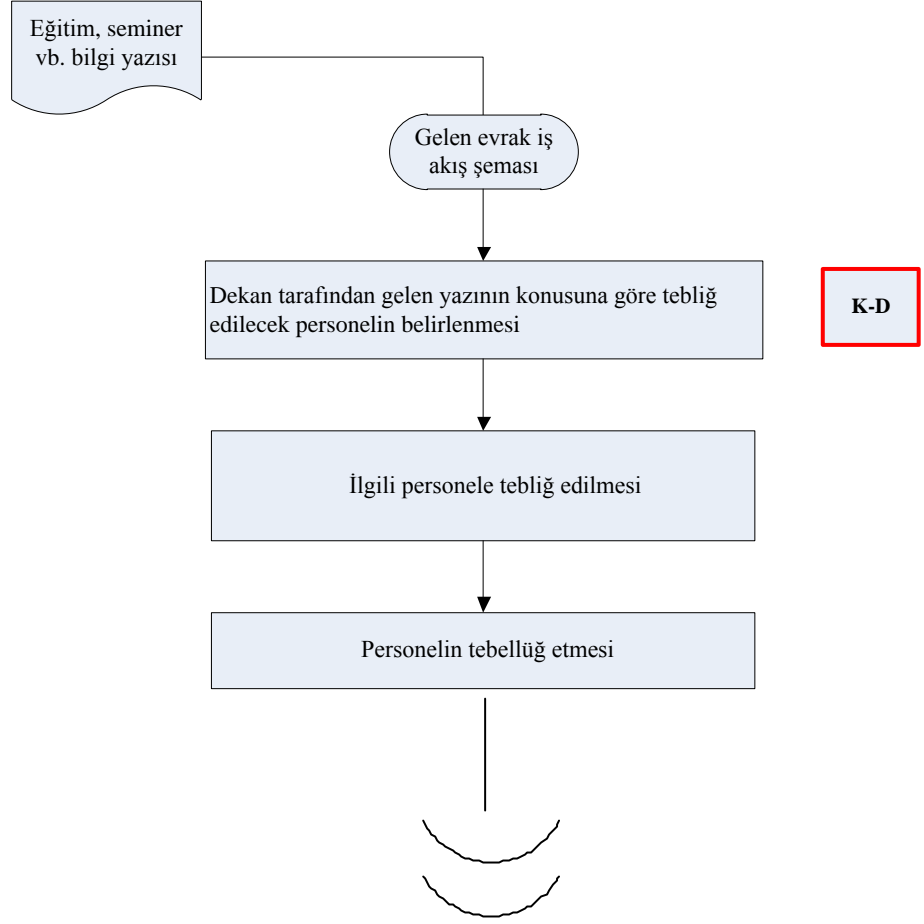 Eğitim, seminer
vb. bilgi yazısı
Gelen evrak iş
akış şeması
Dekan tarafından gelen yazının konusuna göre tebliğ
edilecek personelin belirlenmesi
K-D
İlgili personele tebliğ edilmesi
Personelin tebellüğ etmesi